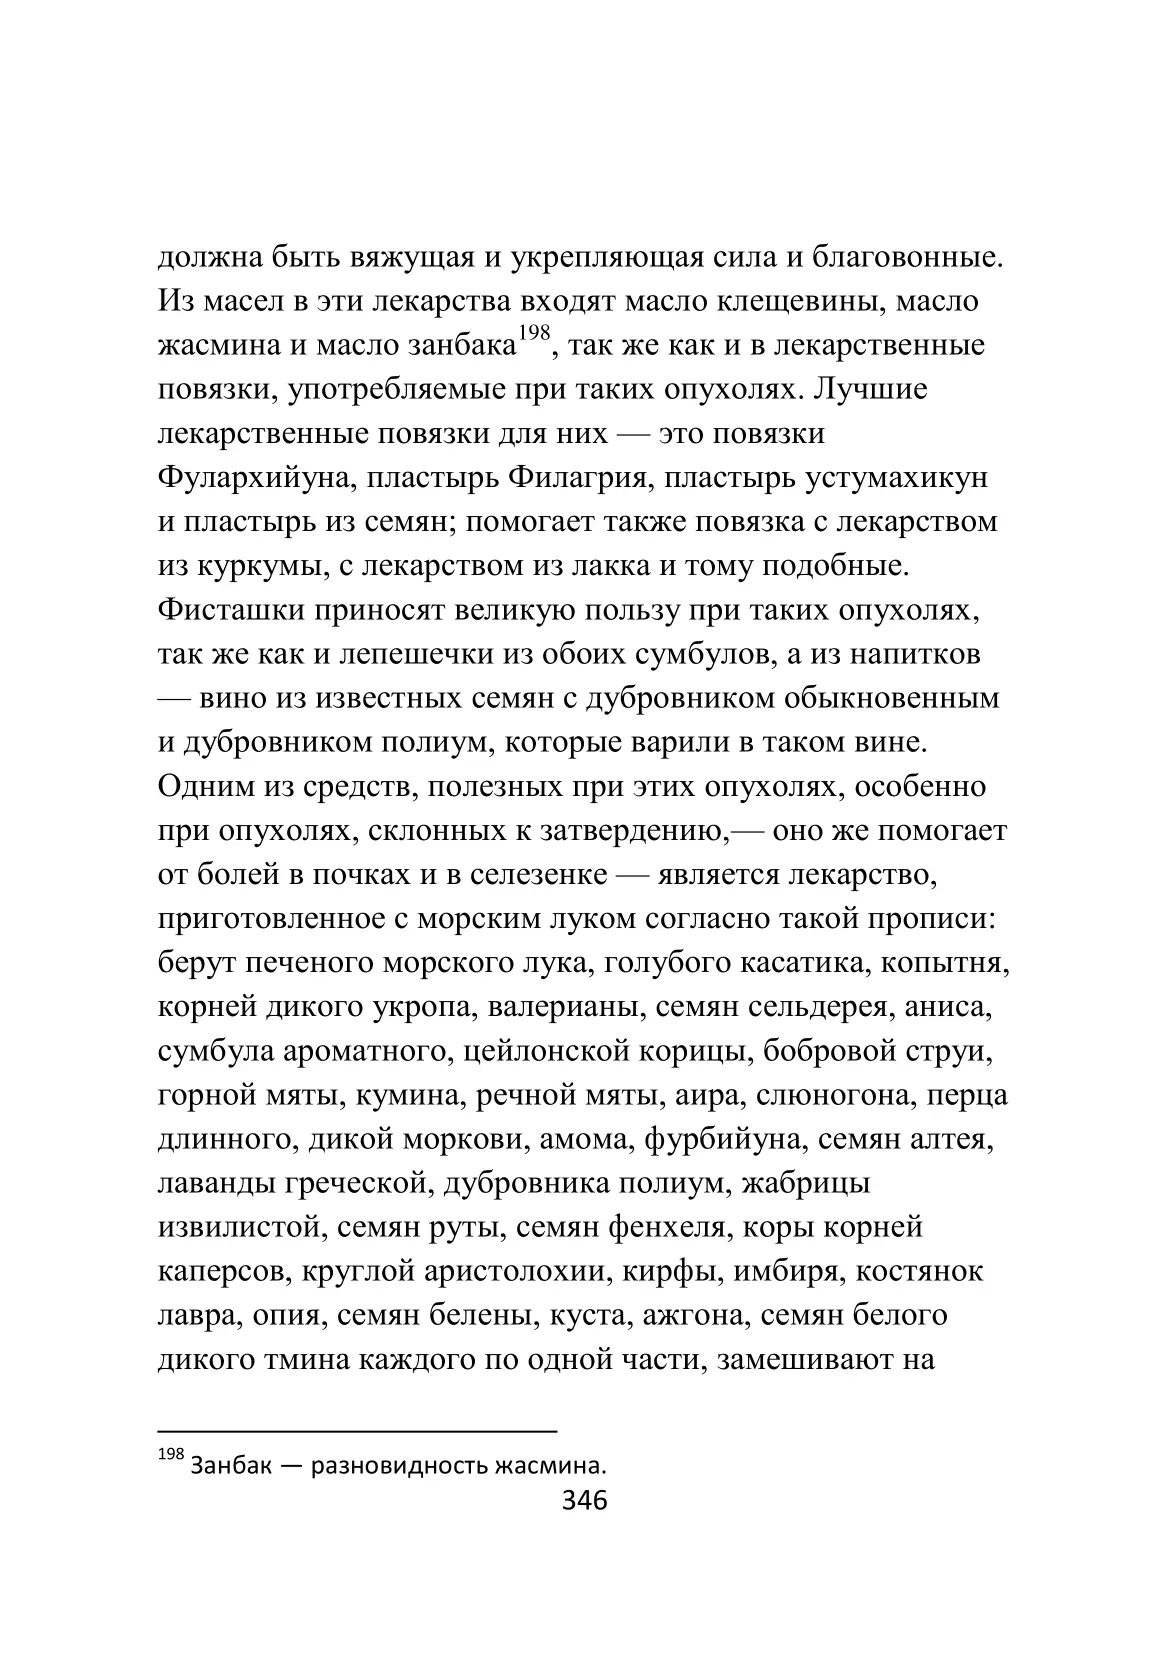 должна быть вяжущая и укрепляющая сила и благовонные.
Из масел в эти лекарства входят масло клещевины, масло
жасмина и масло занбака198, так же как и в лекарственные
повязки, употребляемые при таких опухолях. Лучшие
лекарственные повязки для них — это повязки
Фулархийуна, пластырь Филагрия, пластырь устумахикун
и пластырь из семян; помогает также повязка с лекарством
из куркумы, с лекарством из лакка и тому подобные.
Фисташки приносят великую пользу при таких опухолях,
так же как и лепешечки из обоих сумбулов, а из напитков
— вино из известных семян с дубровником обыкновенным
и дубровником полиум, которые варили в таком вине.
Одним из средств, полезных при этих опухолях, особенно
при опухолях, склонных к затвердению,— оно же помогает
от болей в почках и в селезенке — является лекарство,
приготовленное с морским луком согласно такой прописи:
берут печеного морского лука, голубого касатика, копытня,
корней дикого укропа, валерианы, семян сельдерея, аниса,
сумбула ароматного, цейлонской корицы, бобровой струи,
горной мяты, кумина, речной мяты, аира, слюногона, перца
длинного, дикой моркови, амома, фурбийуна, семян алтея,
лаванды греческой, дубровника полиум, жабрицы
извилистой, семян руты, семян фенхеля, коры корней
каперсов, круглой аристолохии, кирфы, имбиря, костянок
лавра, опия, семян белены, куста, ажгона, семян белого
дикого тмина каждого по одной части, замешивают на
198 Занбак — разновидность жасмина.
346